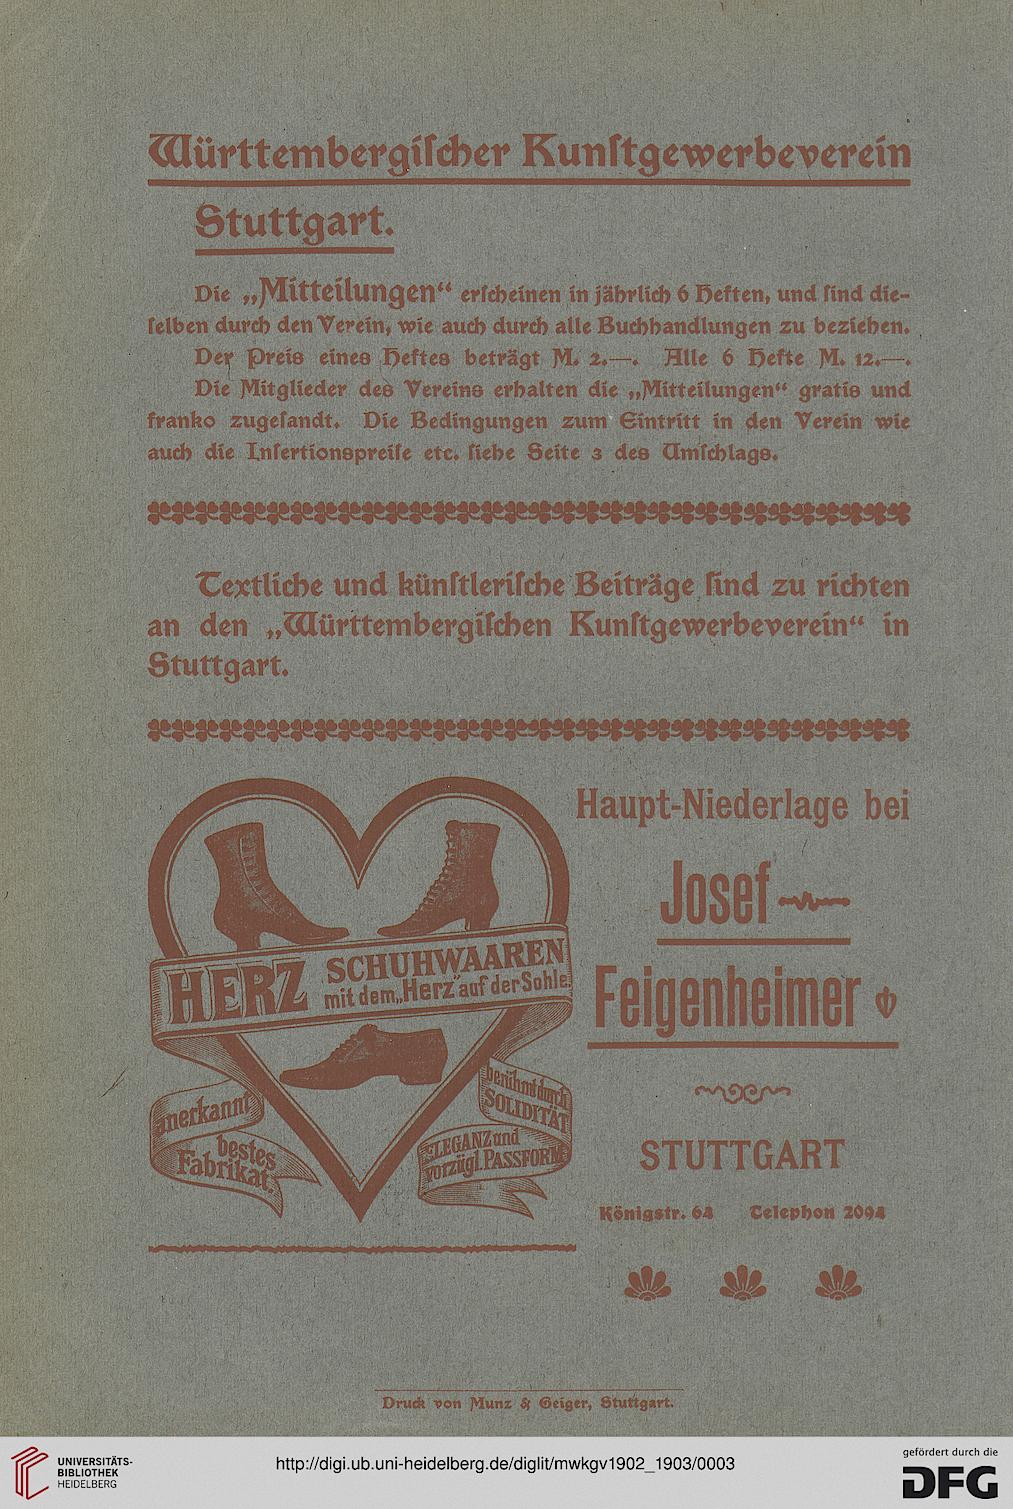 Württembergiſcher Kunſtgewerbeverein
Stuttgart.
Die „Mitteilungen“ erſcheinen in jährlich 6 Heften, und ſind die-
ſelben durch den Verein, wie auch durch alle Buchhandlungen zu beziehen.
Der Preis eines Heftes beträgt M. 2.—. Alle 6 Hefte M. 12.—.
Die Mitglieder des Vereins erhalten die „Mitteilungen“ gratis und
franko zugeſandt. Die Bedingungen zum Eintritt in den Verein wie
auch die Inſertionspreiſe etc. ſiehe Seite 3 des Umſchlags.
Textliche und künſtleriſche Beiträge ſind zu richten
an den „Württembergiſchen Kunſtgewerbeverein“ in
Stuttgart.
HERZ SCHUHWAAREN
mit dem „Herz“ auf der Sohle.
anerkannt
bestes
Fabrikat.
berühmt durch
SOLIDITÄT
ELEGANZ und
vorzügl. PASSFORM
Haupt-Niederlage bei
Josef
Feigenheimer
STUTTGART
Königstr. 64 Telephon 2094
Druck von Munz & Geiger, Stuttgart.
UNIVERSITÄTS-
BIBLIOTHEK
HEIDELBERG
http://digi.ub.uni-heidelberg.de/diglit/mwkgv1902_1903/0003
gefördert durch die
DFG